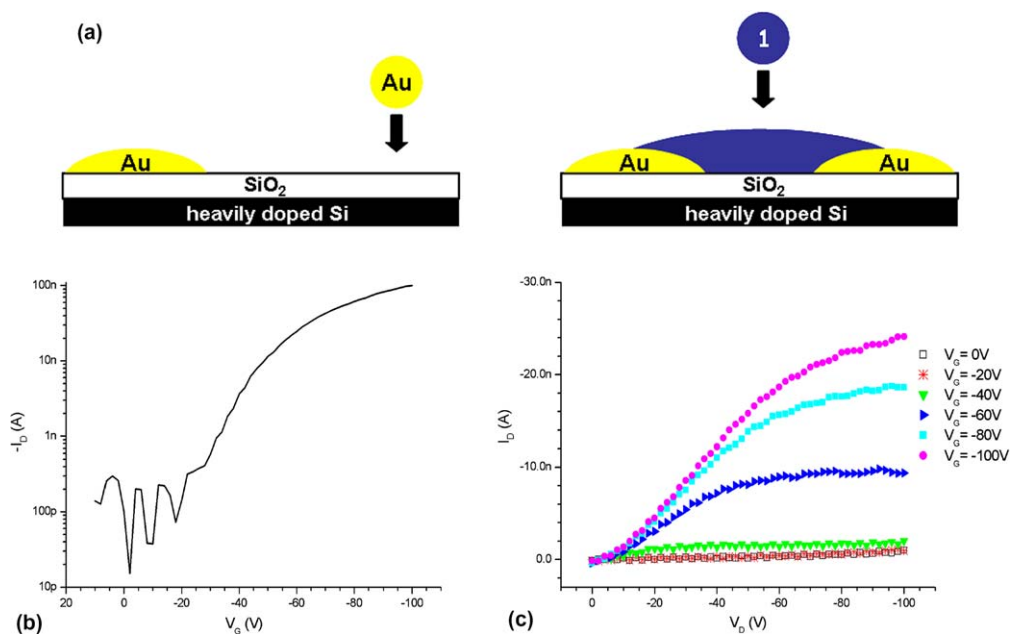 (a)
Au
1
Au
SiO2
heavily doped Si
Au
Au
SiO2
heavily doped Si
100n
10n
1n
100p
10p
-ID (A)
20
0
-20
-40
-60
-80
-100
VG (V)
(b)
-30.0n
-20.0n
-10.0n
0.0
ID (A)
0
-20
-40
-60
-80
-100
VD (V)
(c)
VG= 0V
VG= -20V
VG= -40V
VG= -60V
VG= -80V
VG= -100V